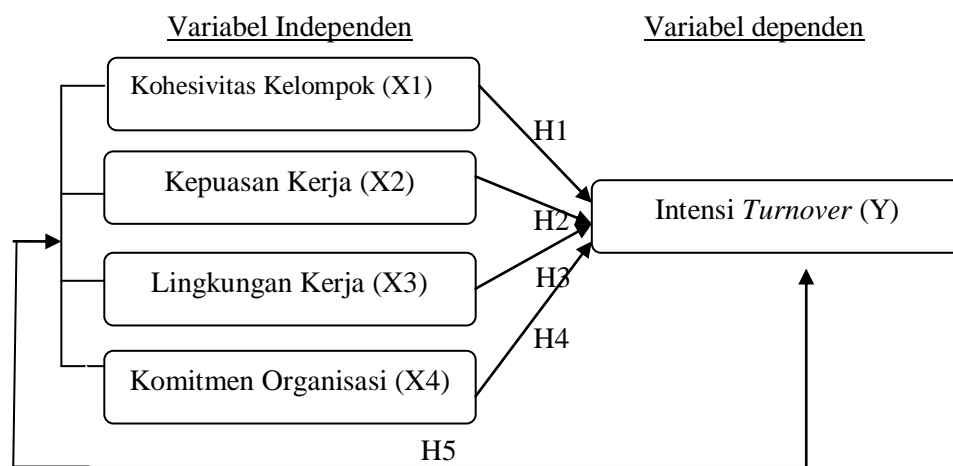 Variabel Independen
Variabel dependen
Kohesivitas Kelompok (X1)
H1
Kepuasan Kerja (X2)
Intensi Turnover (Y)
H2
Lingkungan Kerja (X3)
H3
H4
Komitmen Organisasi (X4)
H5